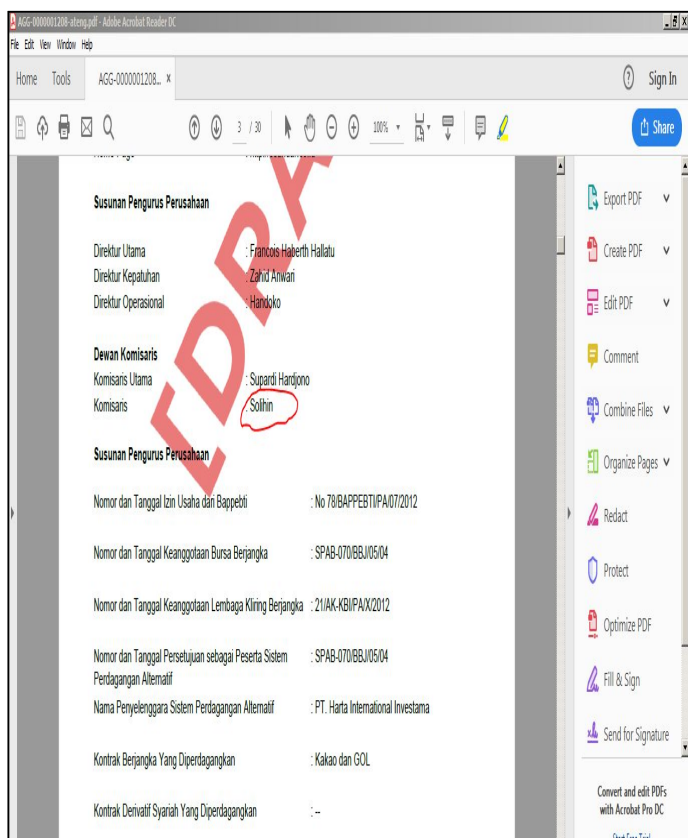 AGG-0000001208-ateng.pdf - Adobe Acrobat Reader DC
File Edit View Window Help
Home Tools AGG-0000001208... × Sign In
3 / 30 100% Share
Susunan Pengurus Perusahaan
Direktur Utama : Francois Haberth Hallatu
Direktur Kepatuhan : Zahid Anwari
Direktur Operasional : Handoko
Dewan Komisaris
Komisaris Utama : Supardi Hardjono
Komisaris : Solihin
Susunan Pengurus Perusahaan
Nomor dan Tanggal Izin Usaha dari Bappebti : No 78/BAPPEBTI/PA/07/2012
Nomor dan Tanggal Keanggotaan Bursa Berjangka : SPAB-070/BBJ/05/04
Nomor dan Tanggal Keanggotaan Lembaga Kliring Berjangka : 21/AK-KBI/PA/X/2012
Nomor dan Tanggal Persetujuan sebagai Peserta Sistem : SPAB-070/BBJ/05/04
Perdagangan Alternatif
Nama Penyelenggara Sistem Perdagangan Alternatif : PT. Harta International Investama
Kontrak Berjangka Yang Diperdagangkan : Kakao dan GOL
Kontrak Derivatif Syariah Yang Diperdagangkan : --
[DRA
Export PDF
Create PDF
Edit PDF
Comment
Combine Files
Organize Pages
Redact
Protect
Optimize PDF
Fill & Sign
Send for Signature
Convert and edit PDFs
with Acrobat Pro DC
Start Free Trial